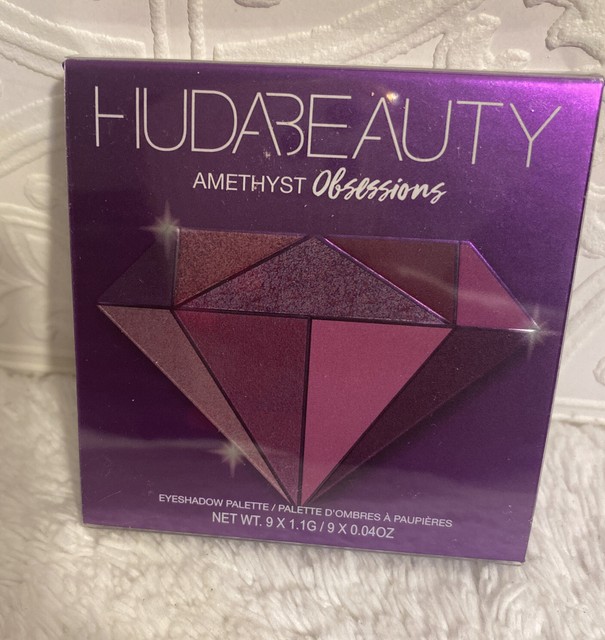 HUDABEAUTY
AMETHYST Obsessions
EYESHADOW PALETTE / PALETTE D'OMBRES À PAUPIÈRES
NET WT. 9 X 1.1G / 9 X 0.04OZ